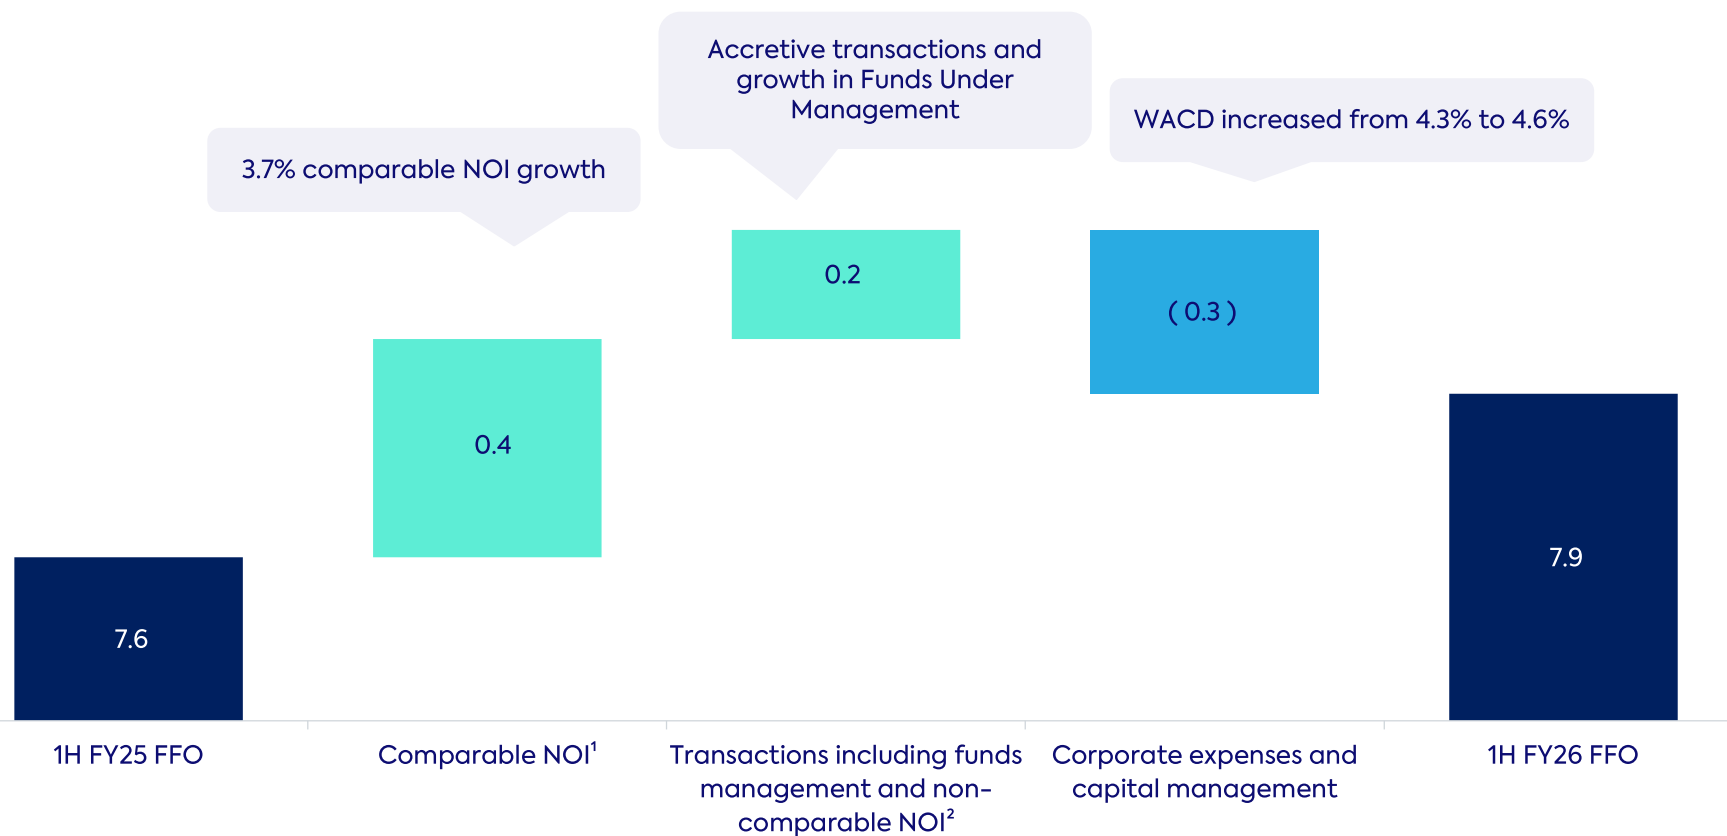 Accretive transactions and
growth in Funds Under
Management
WACD increased from 4.3% to 4.6%
3.7% comparable NOI growth
0.2
( 0.3 )
0.4
7.9
7.6
1H FY25 FFO
Comparable NOI¹
Transactions including funds
management and non-
comparable NOI²
Corporate expenses and
capital management
1H FY26 FFO